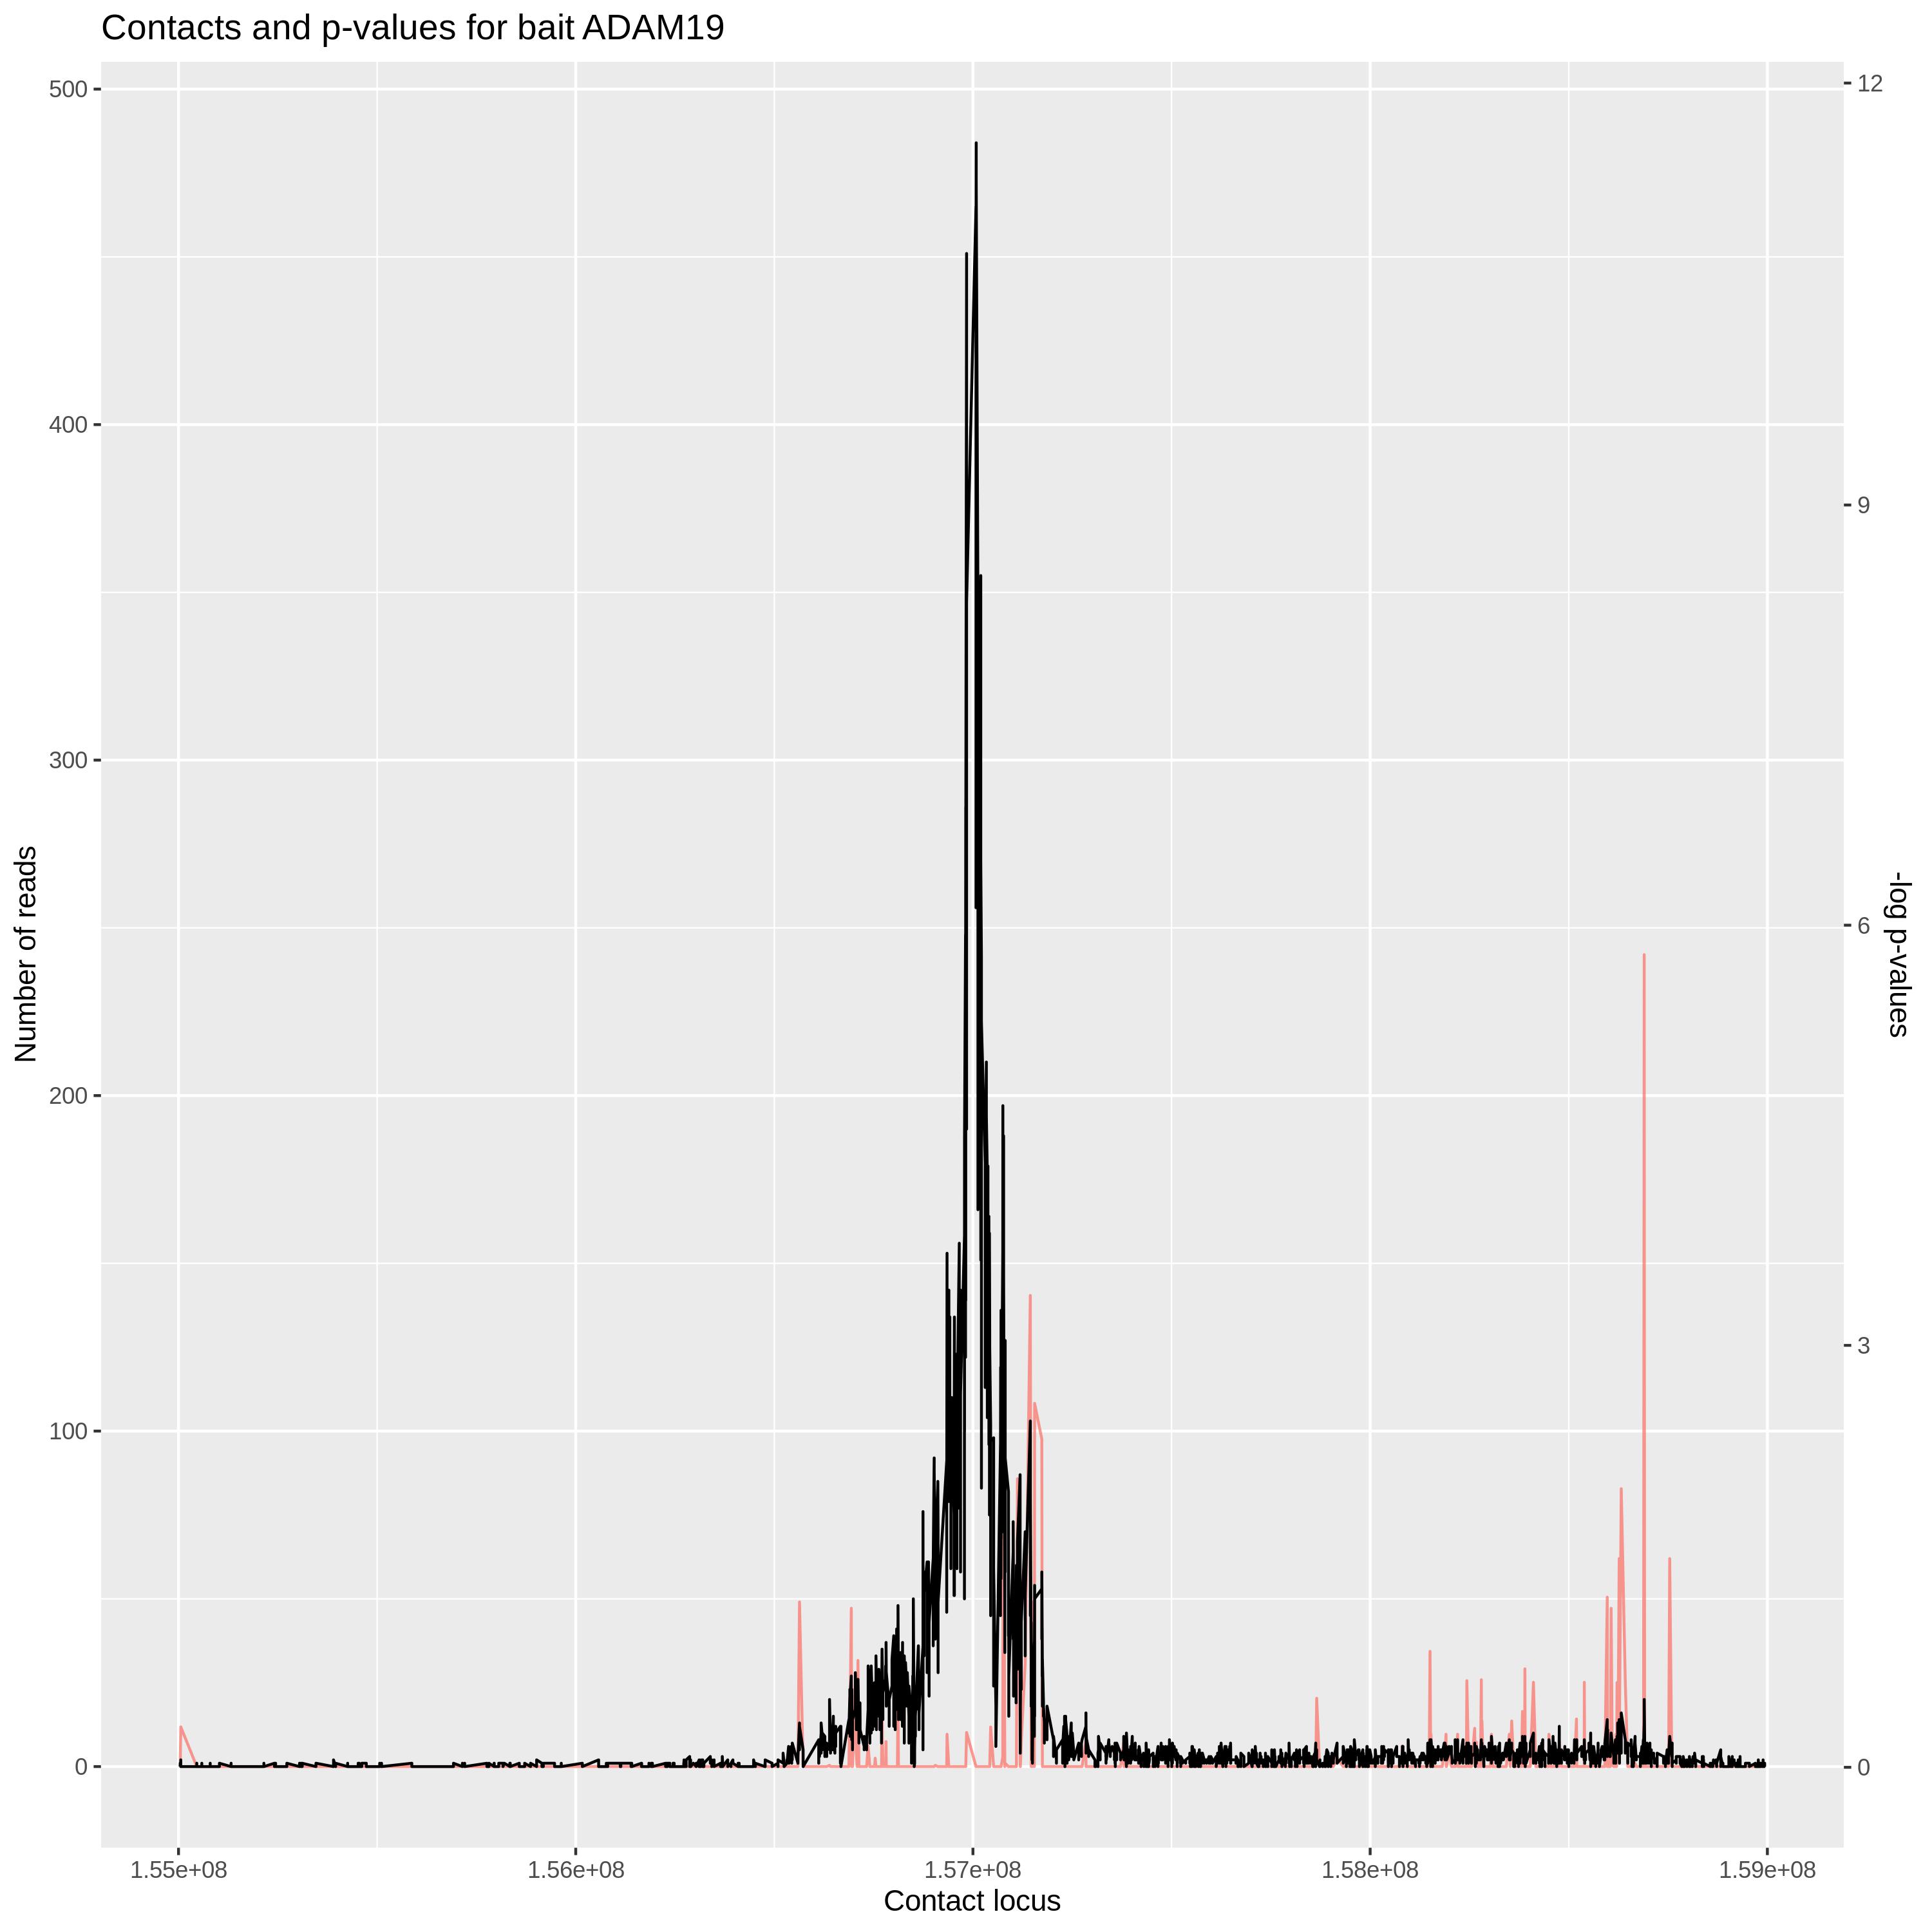 Contacts and p-values for bait ADAM19
500
400
300
200
100
0
Number of reads
12
9
6
3
0
-log p-values
1.55e+08 1.56e+08 1.57e+08 1.58e+08 1.59e+08
Contact locus